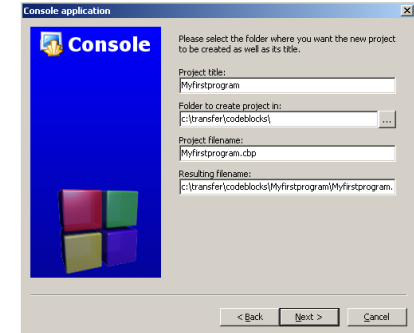 Console application
Console
Please select the folder where you want the new project
to be created as well as its title.
Project title:
Myfirstprogram
Folder to create project in:
c:\transfer\codeblocks\
...
Project filename:
Myfirstprogram.cbp
Resulting filename:
c:\transfer\codeblocks\Myfirstprogram\Myfirstprogram.
< Back
Next >
Cancel